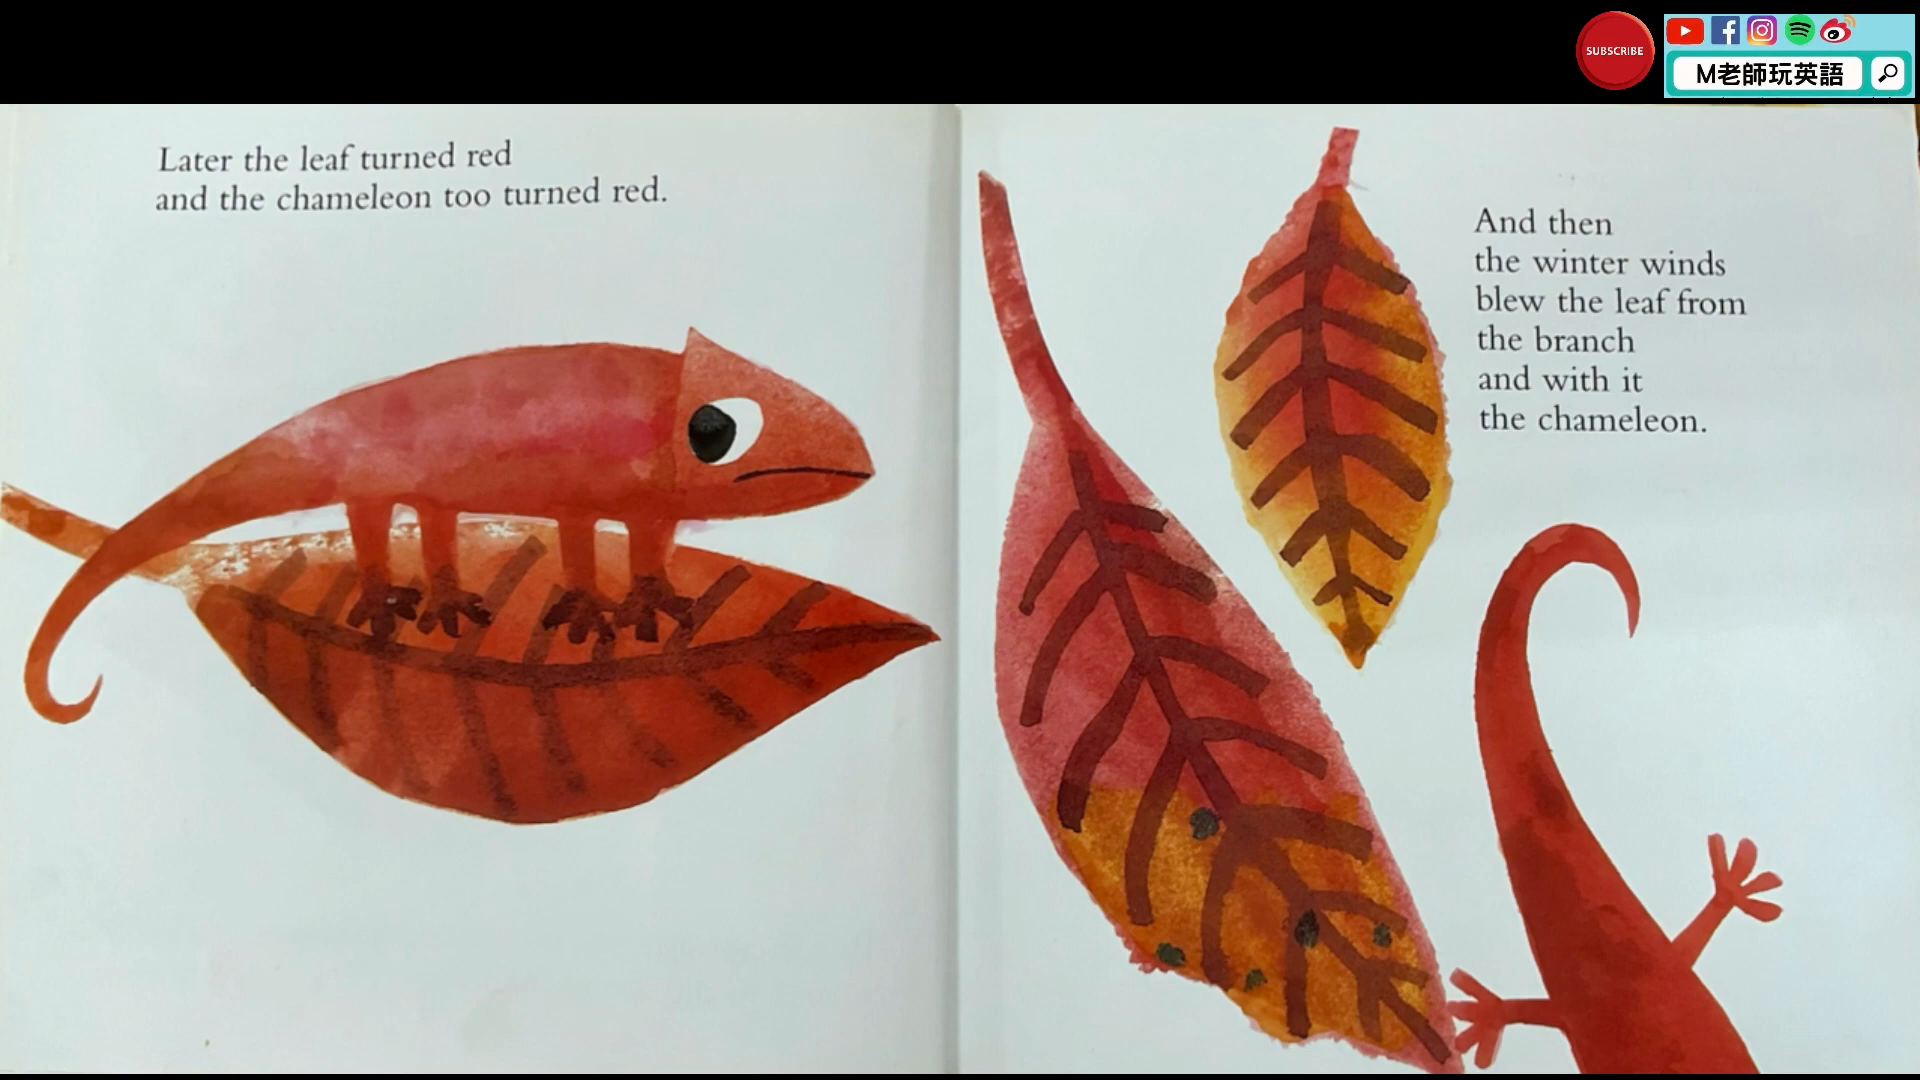 SUBSCRIBE
M老師玩英語
Later the leaf turned red
and the chameleon too turned red.
And then
the winter winds
blew the leaf from
the branch
and with it
the chameleon.